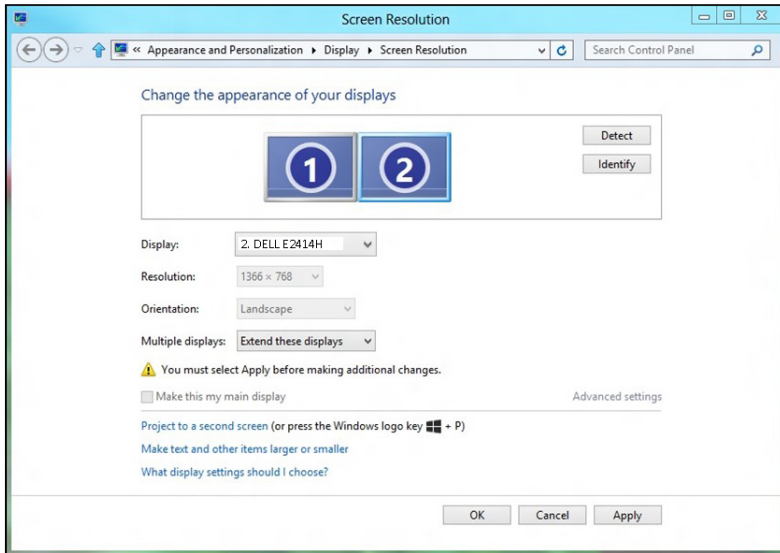 Screen Resolution
« Appearance and Personalization ▸ Display ▸ Screen Resolution
Search Control Panel
Change the appearance of your displays
1 2
Detect
Identify
Display: 2. DELL E2414H
Resolution: 1366 × 768
Orientation: Landscape
Multiple displays: Extend these displays
You must select Apply before making additional changes.
Make this my main display
Advanced settings
Project to a second screen (or press the Windows logo key + P)
Make text and other items larger or smaller
What display settings should I choose?
OK Cancel Apply